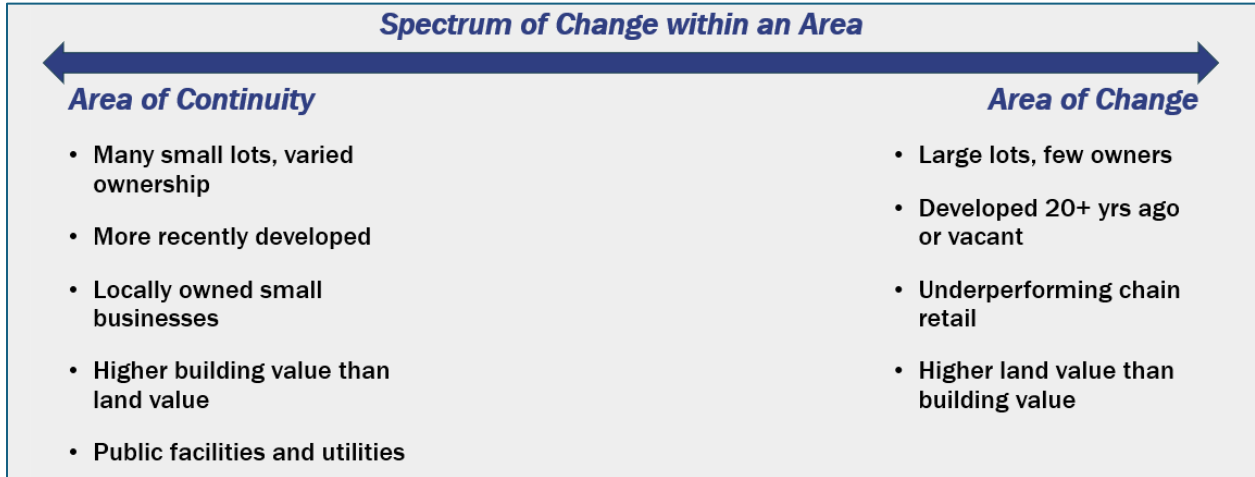 Spectrum of Change within an Area
Area of Continuity
• Many small lots, varied
ownership
• More recently developed
• Locally owned small
businesses
• Higher building value than
land value
• Public facilities and utilities
Area of Change
• Large lots, few owners
• Developed 20+ yrs ago
or vacant
• Underperforming chain
retail
• Higher land value than
building value